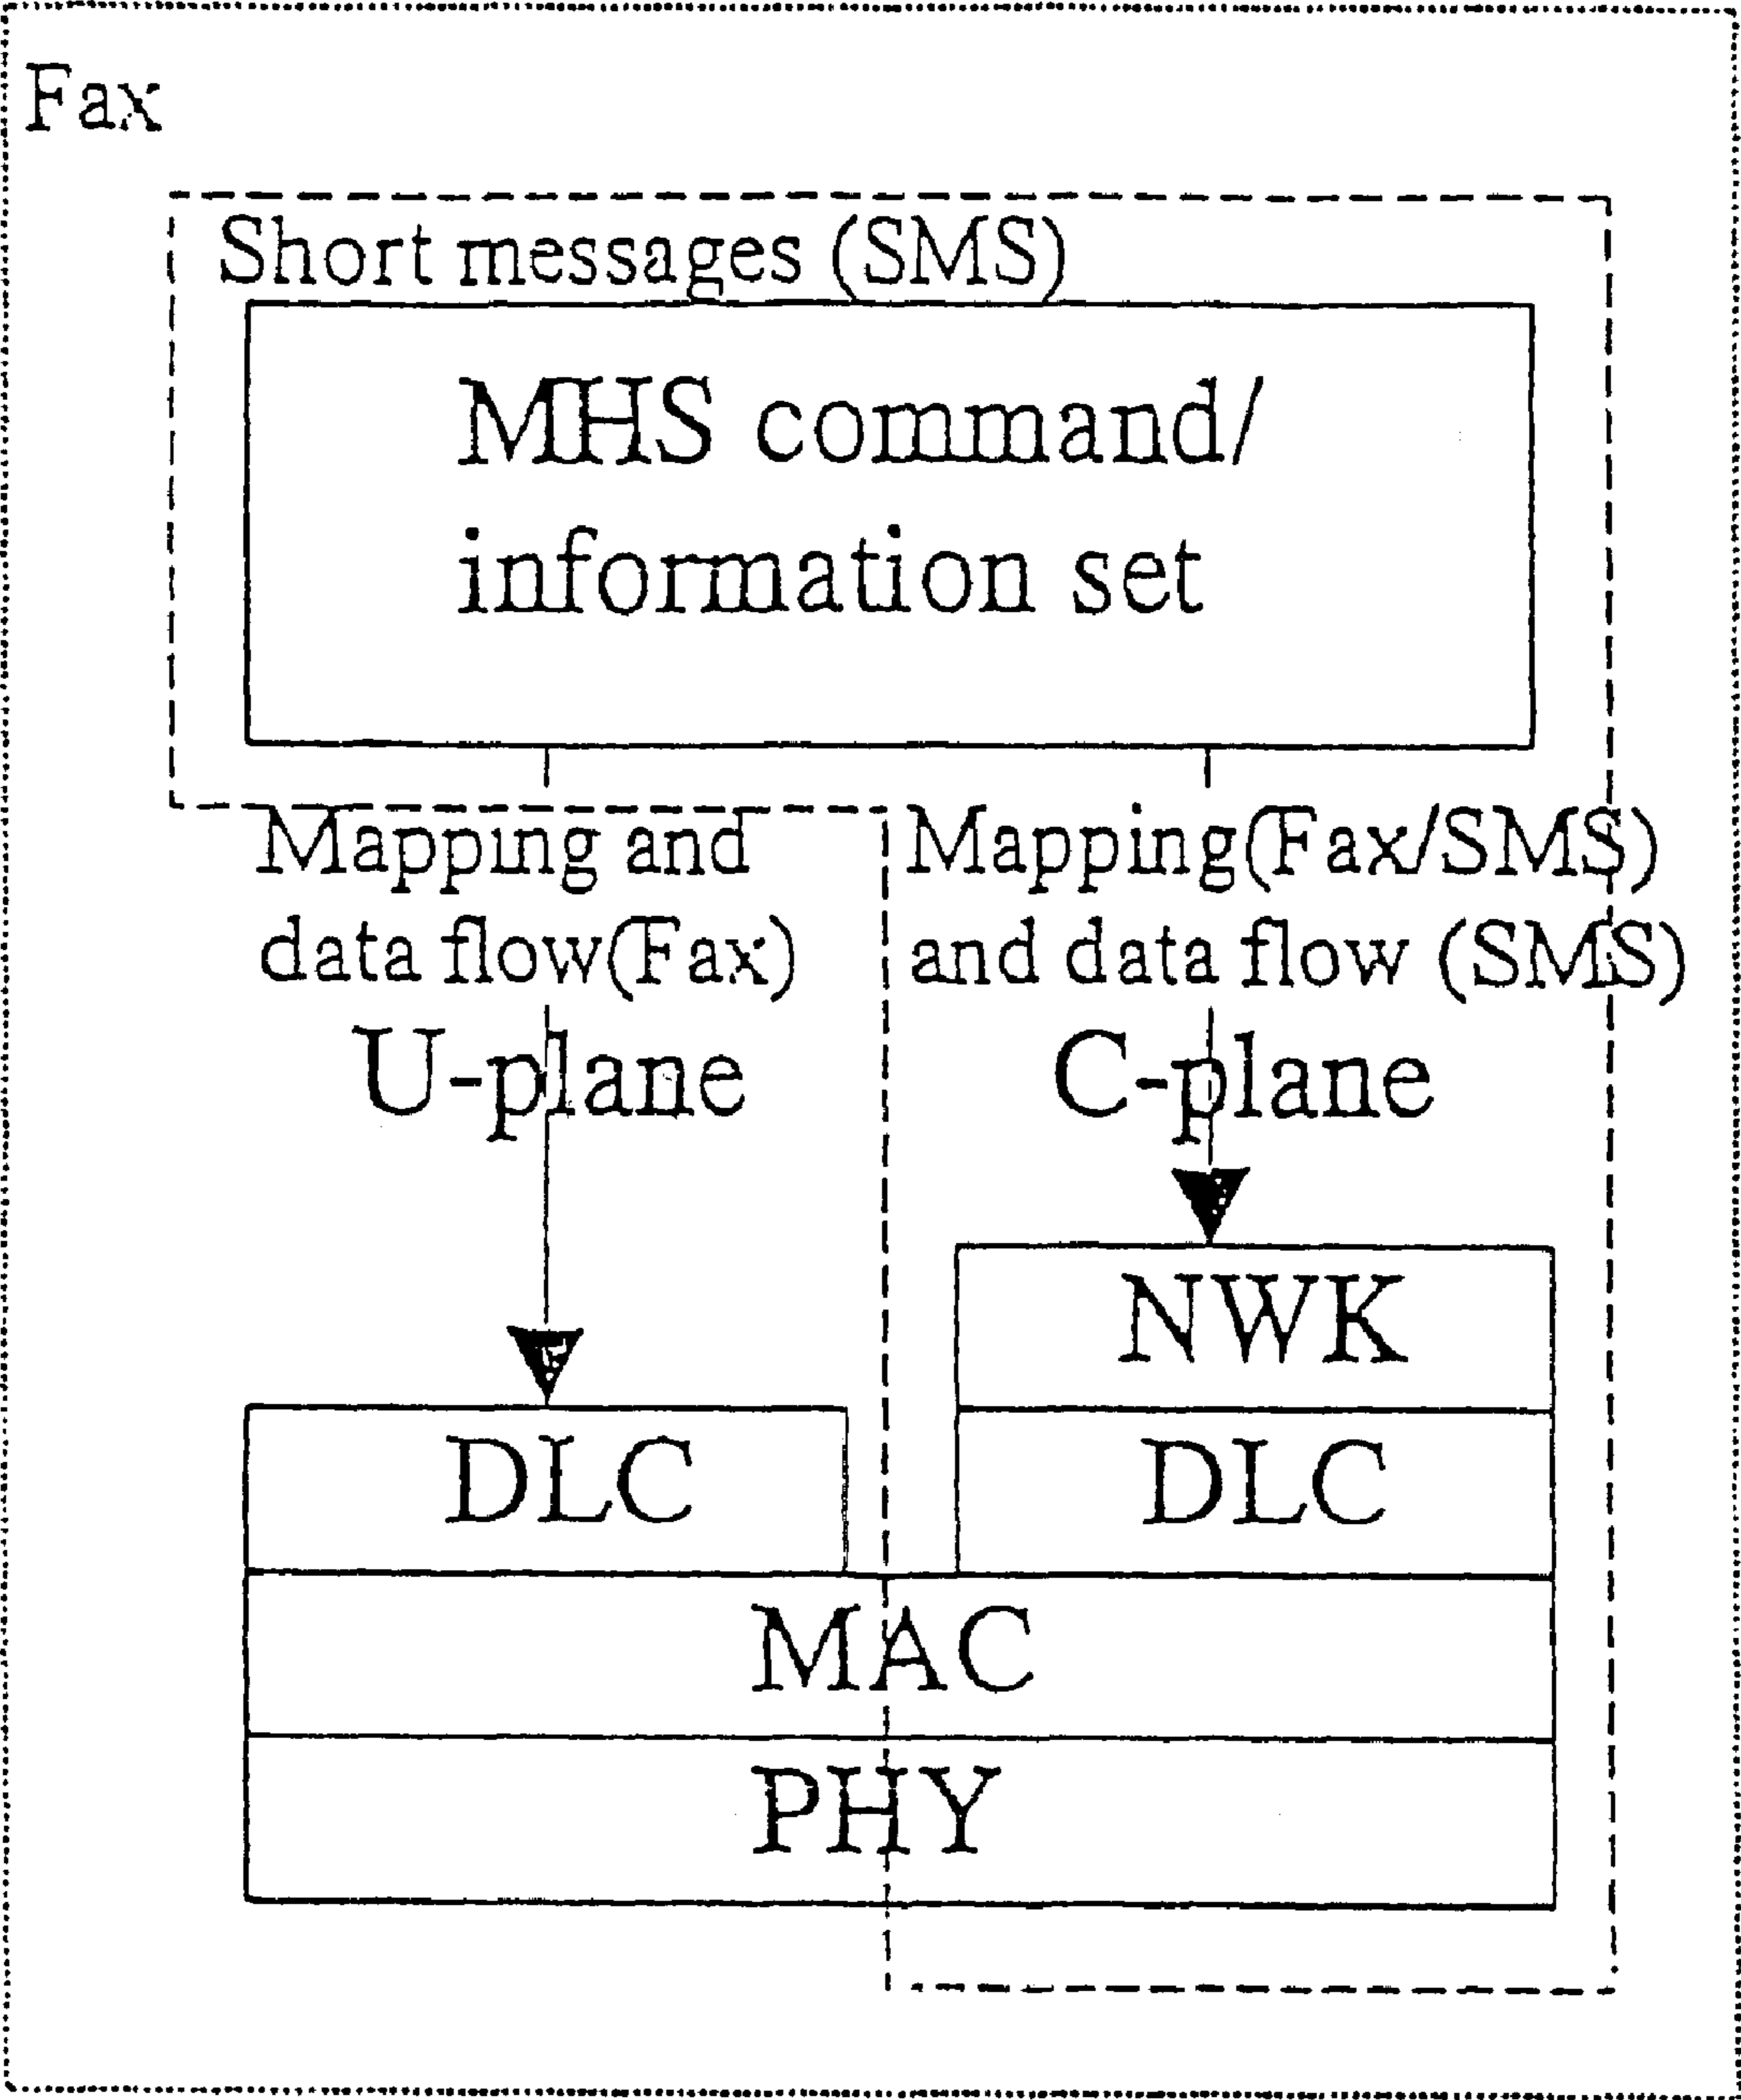 Fax
Short messages (SMS)
MHS command/
information set
Mapping and
data flow(Fax)
U-plane
Mapping(Fax/SMS)
and data flow (SMS)
C-plane
NWK
DLC
DLC
MAC
PHY